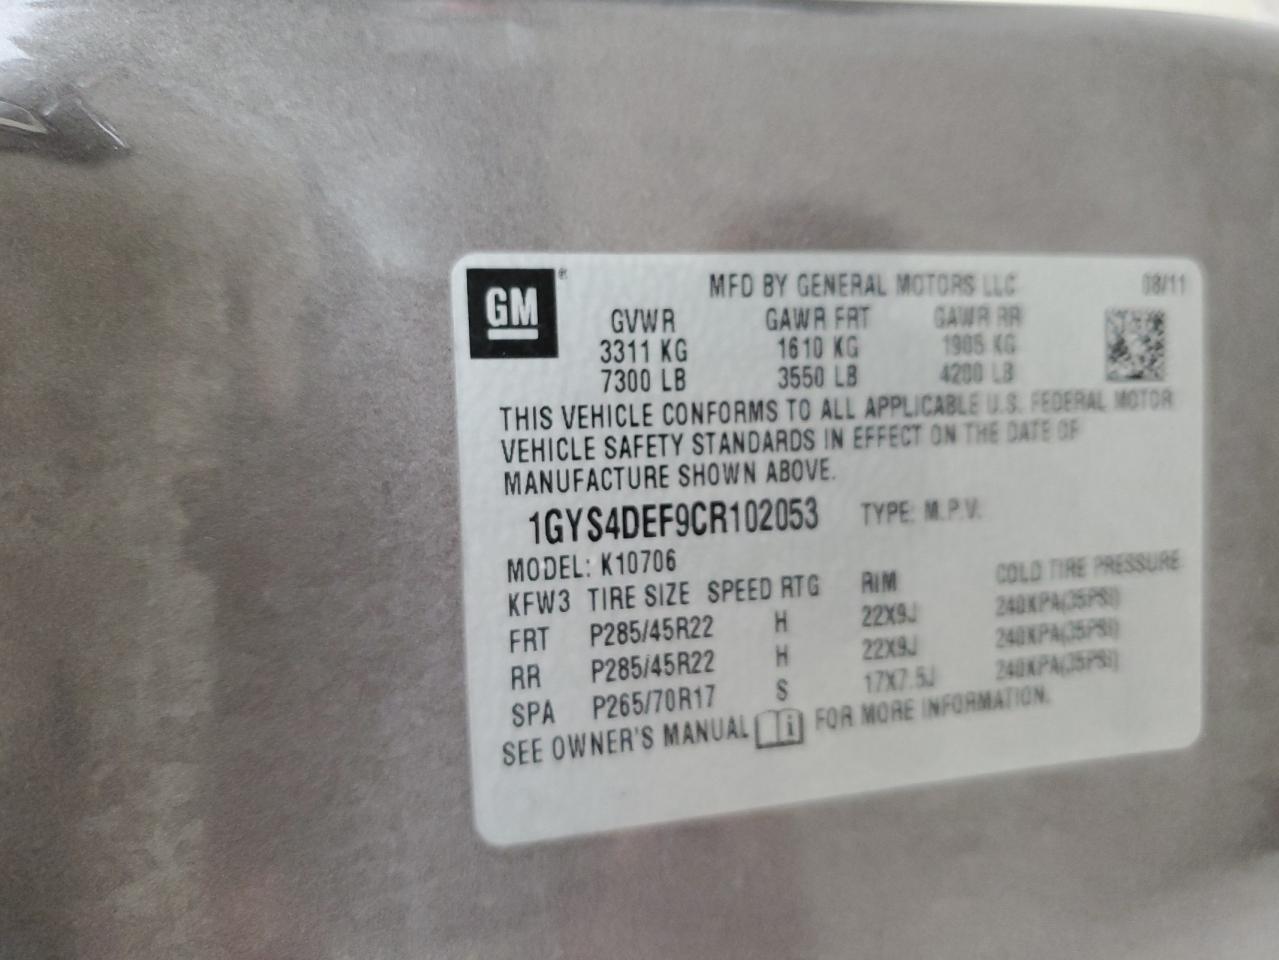 GM®
MFD BY GENERAL MOTORS LLC 08/11
GVWR GAWR FRT GAWR RR
3311 KG 1610 KG 1905 KG
7300 LB 3550 LB 4200 LB
THIS VEHICLE CONFORMS TO ALL APPLICABLE U.S. FEDERAL MOTOR
VEHICLE SAFETY STANDARDS IN EFFECT ON THE DATE OF
MANUFACTURE SHOWN ABOVE.
1GYS4DEF9CR102053 TYPE: M.P.V.
MODEL: K10706
KFW3 TIRE SIZE SPEED RTG RIM COLD TIRE PRESSURE
FRT P285/45R22 H 22X9J 240KPA(35PSI)
RR P285/45R22 H 22X9J 240KPA(35PSI)
SPA P265/70R17 S 17X7.5J 240KPA(35PSI)
SEE OWNER'S MANUAL i FOR MORE INFORMATION.